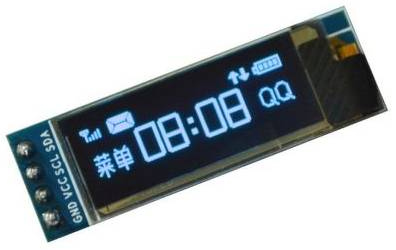 08:08
菜单 QQ
GND VCC SCL SDA